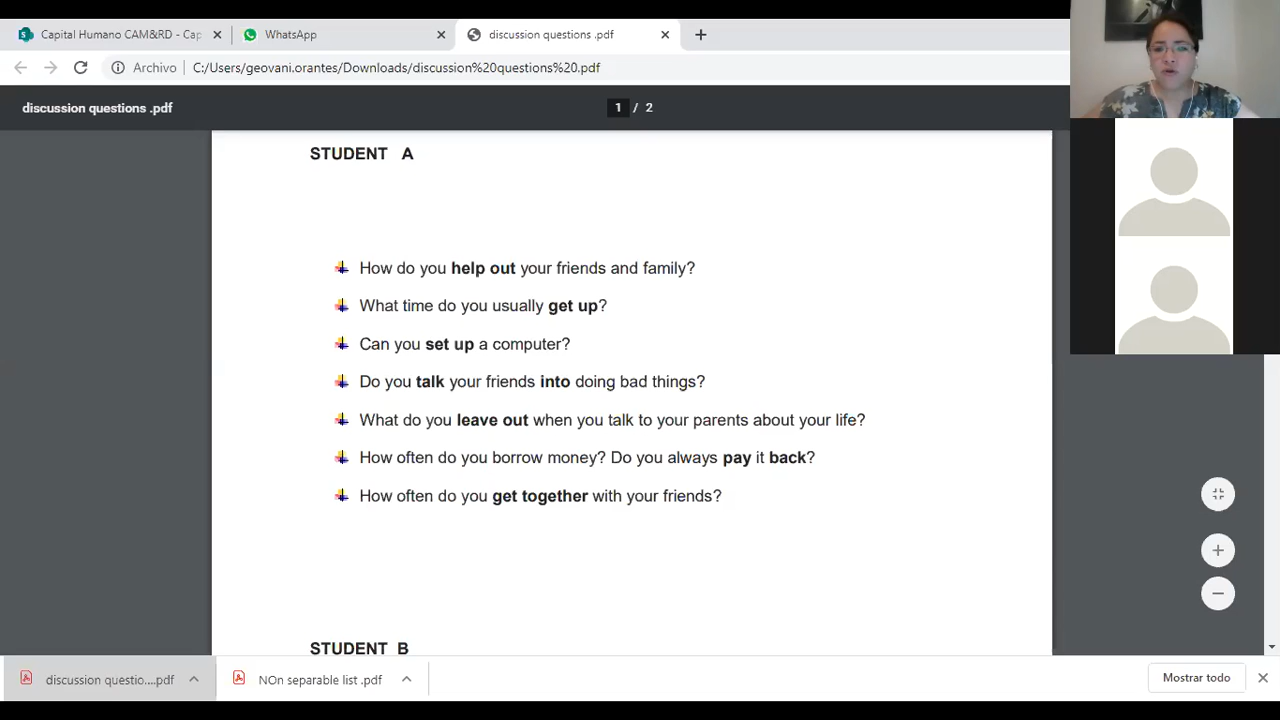 Capital Humano CAM&RD - Cap
WhatsApp
discussion questions .pdf
Archivo
C:/Users/geovani.orantes/Downloads/discussion%20questions%20.pdf
discussion questions .pdf
1 / 2
STUDENT A
How do you help out your friends and family?
What time do you usually get up?
Can you set up a computer?
Do you talk your friends into doing bad things?
What do you leave out when you talk to your parents about your life?
How often do you borrow money? Do you always pay it back?
How often do you get together with your friends?
STUDENT B
discussion questio....pdf
NOn separable list .pdf
Mostrar todo